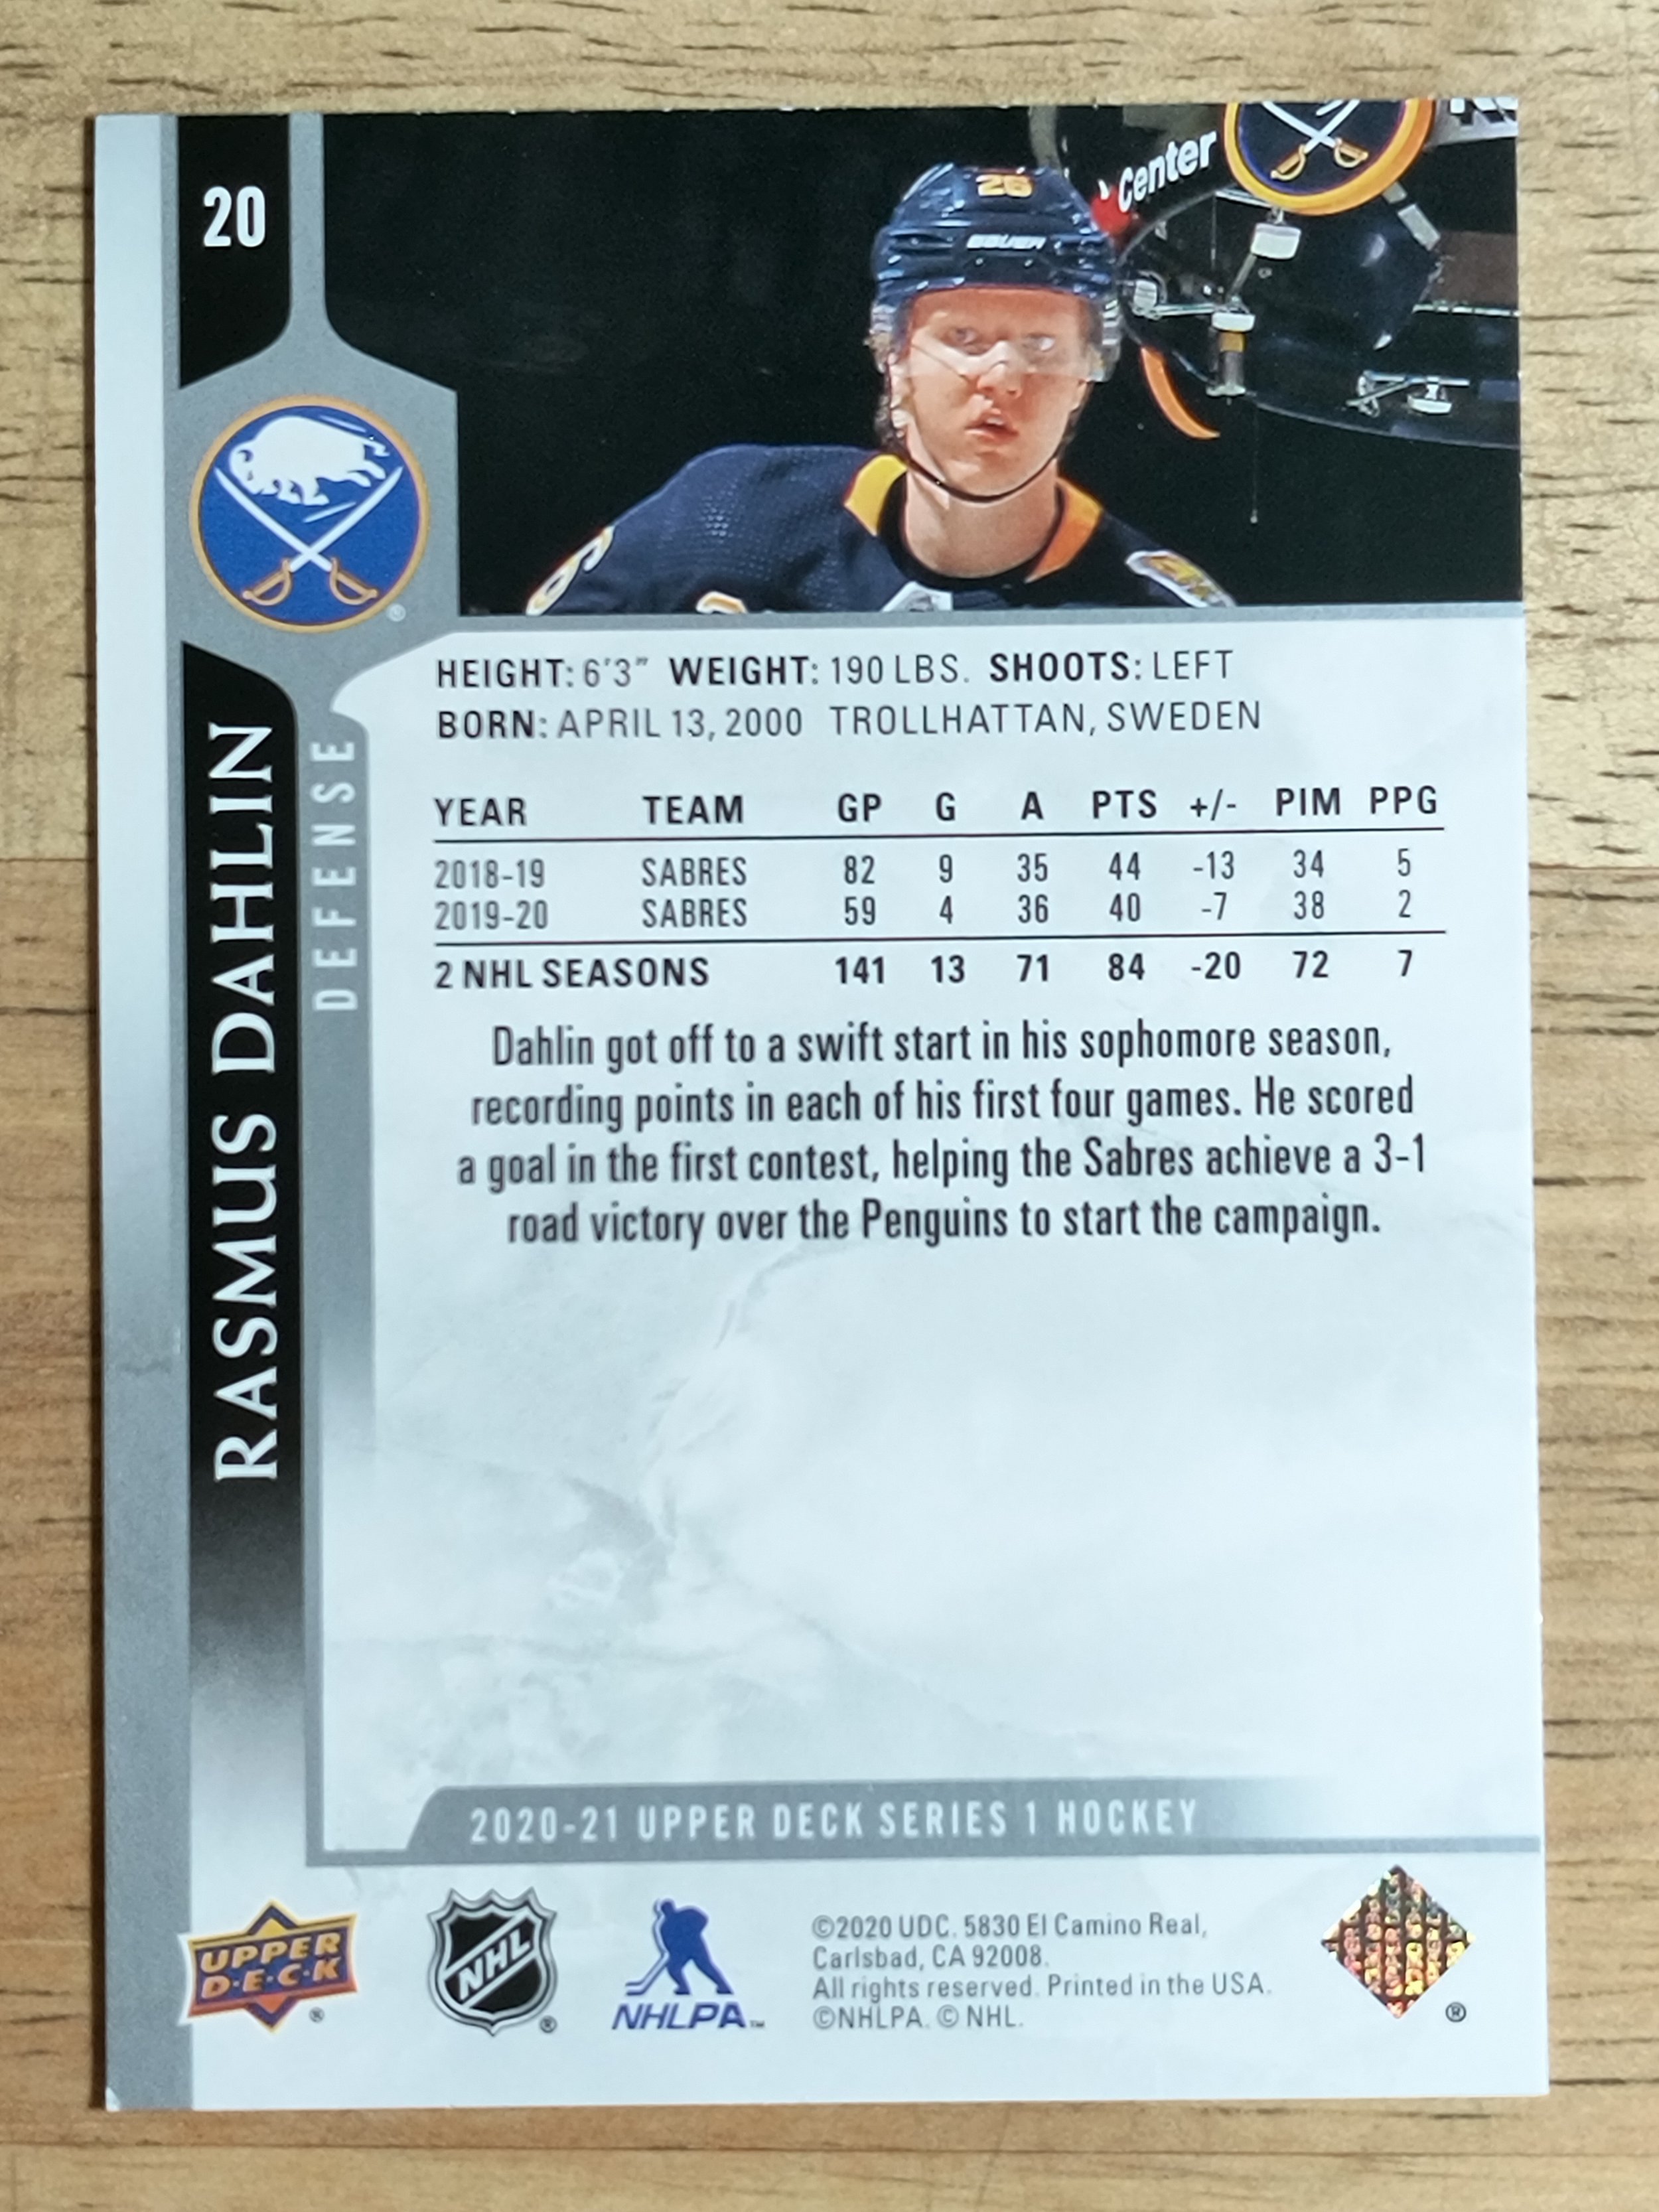 20
Center
26
BAUER
HEIGHT: 6'3" WEIGHT: 190 LBS. SHOOTS: LEFT
BORN: APRIL 13, 2000 TROLLHATTAN, SWEDEN
RASMUS DAHLIN
DEFENSE
YEAR TEAM GP G A PTS +/- PIM PPG
2018-19 SABRES 82 9 35 44 -13 34 5
2019-20 SABRES 59 4 36 40 -7 38 2
2 NHL SEASONS 141 13 71 84 -20 72 7
Dahlin got off to a swift start in his sophomore season,
recording points in each of his first four games. He scored
a goal in the first contest, helping the Sabres achieve a 3-1
road victory over the Penguins to start the campaign.
2020-21 UPPER DECK SERIES 1 HOCKEY
UPPER
D·E·C·K
®
NHL
®
NHLPA™
©2020 UDC. 5830 El Camino Real,
Carlsbad, CA 92008.
All rights reserved. Printed in the USA.
©NHLPA. © NHL.
®